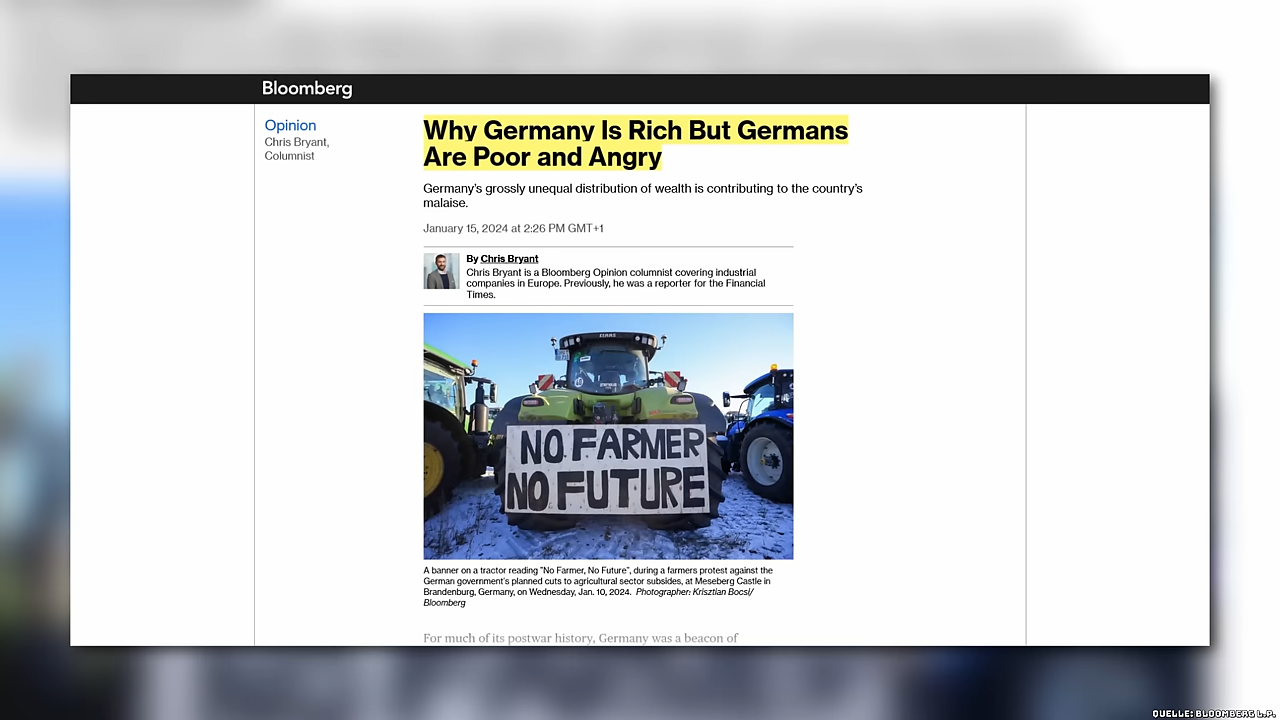 Bloomberg
Opinion
Chris Bryant,
Columnist
Why Germany Is Rich But Germans
Are Poor and Angry
Germany's grossly unequal distribution of wealth is contributing to the country's
malaise.
January 15, 2024 at 2:26 PM GMT+1
By Chris Bryant
Chris Bryant is a Bloomberg Opinion columnist covering industrial
companies in Europe. Previously, he was a reporter for the Financial
Times.
CLAAS
NO FARMER
NO FUTURE
A banner on a tractor reading "No Farmer, No Future", during a farmers protest against the
German government's planned cuts to agricultural sector subsides, at Meseberg Castle in
Brandenburg, Germany, on Wednesday, Jan. 10, 2024. Photographer: Krisztian Bocsi/
Bloomberg
For much of its postwar history, Germany was a beacon of
QUELLE: BLOOMBERG L.P.